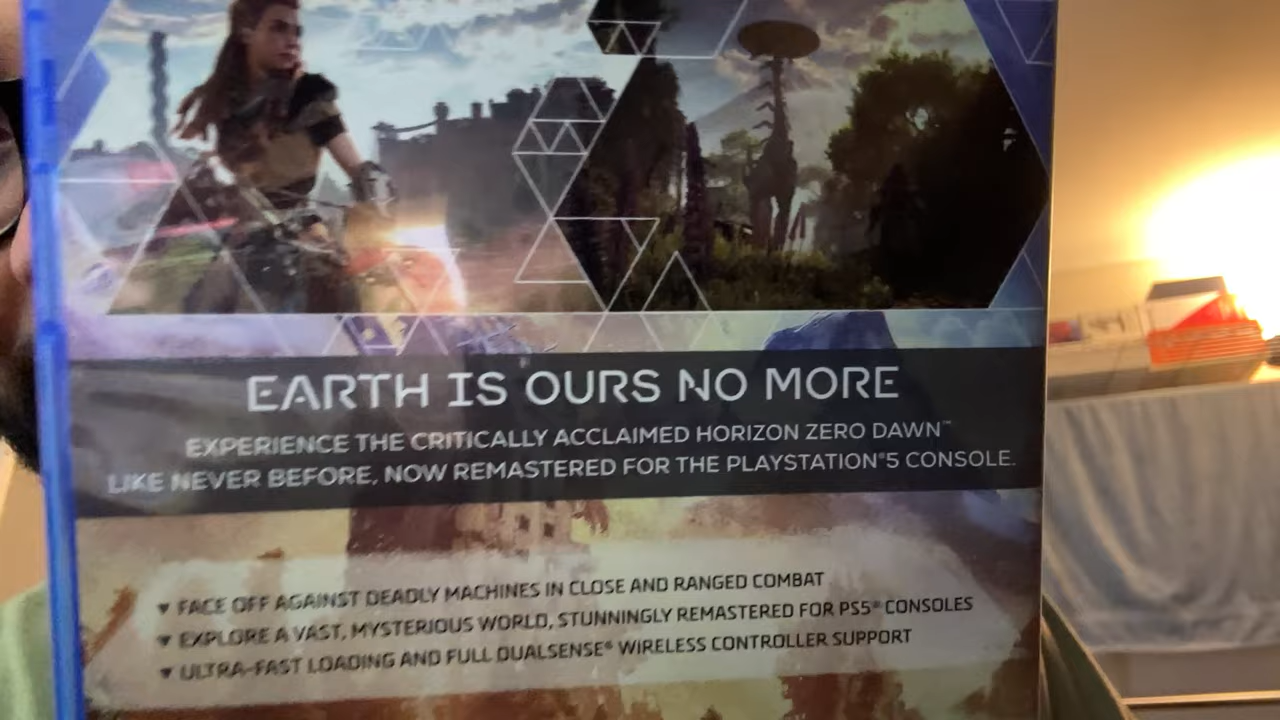 EARTH IS OURS NO MORE
EXPERIENCE THE CRITICALLY ACCLAIMED HORIZON ZERO DAWN™
LIKE NEVER BEFORE, NOW REMASTERED FOR THE PLAYSTATION®5 CONSOLE.
▼ FACE OFF AGAINST DEADLY MACHINES IN CLOSE AND RANGED COMBAT
▼ EXPLORE A VAST, MYSTERIOUS WORLD, STUNNINGLY REMASTERED FOR PS5® CONSOLES
▼ ULTRA-FAST LOADING AND FULL DUALSENSE® WIRELESS CONTROLLER SUPPORT